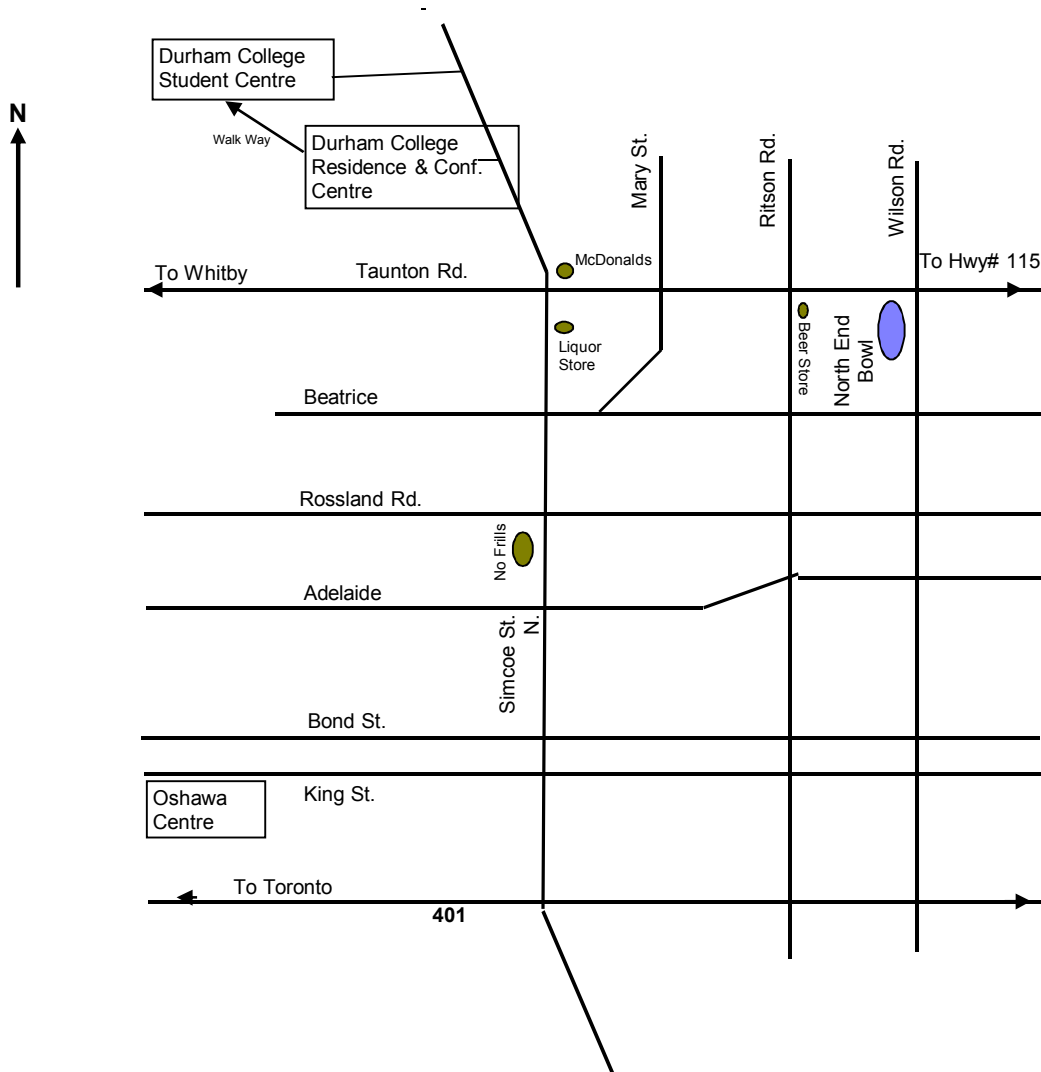 Durham College
Student Centre
N
Walk Way
Durham College
Residence & Conf.
Centre
Mary St.
Ritson Rd.
Wilson Rd.
McDonalds
To Whitby
Taunton Rd.
To Hwy# 115
Liquor
Store
Beer Store
North End
Bowl
Beatrice
Rossland Rd.
No Frills
Adelaide
Simcoe St.
N.
Bond St.
King St.
Oshawa
Centre
To Toronto
401